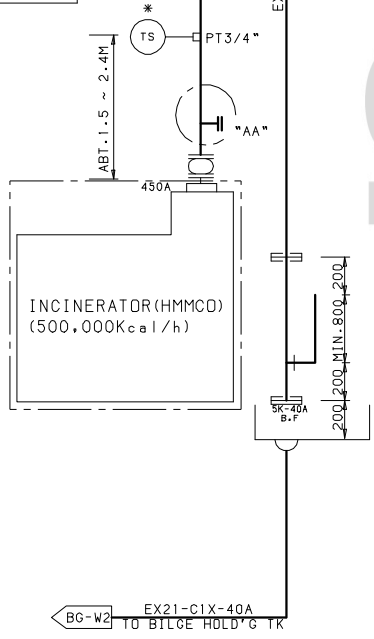 *
TS
PT3/4"
EX
ABT.1.5 ~ 2.4M
"AA"
450A
INCINERATOR(HMMCO)
(500,000Kcal/h)
200
MIN.800
200
200
5K-40A
B.F
BG-W2
EX21-C1X-40A
TO BILGE HOLD'G TK